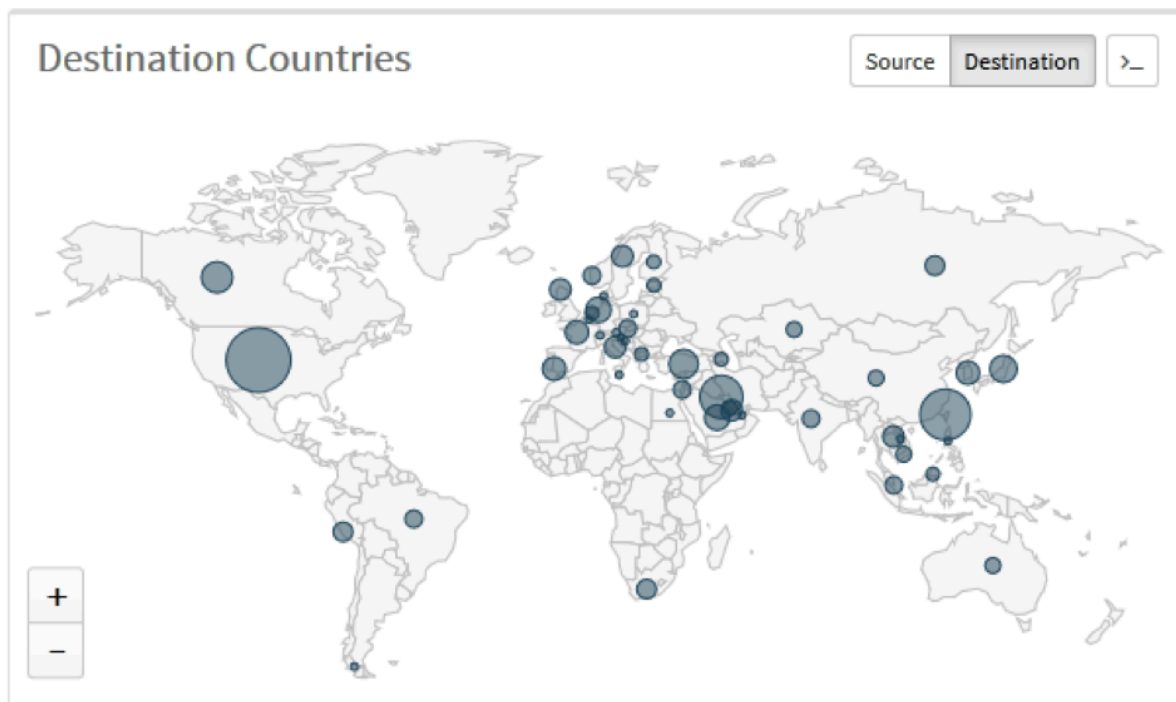 Destination Countries
Source
Destination
>_
+
−